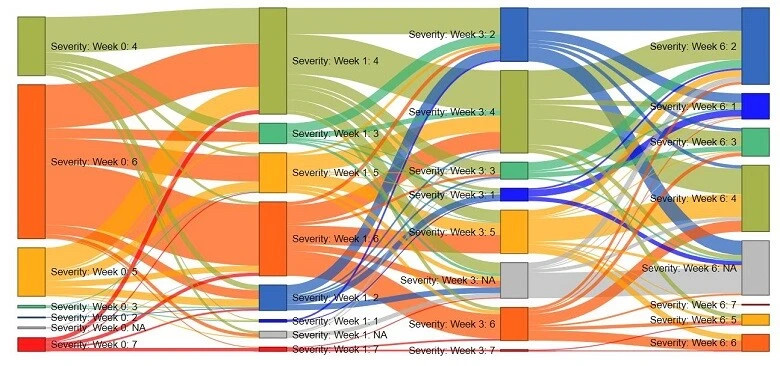 Severity: Week 0: 4
Severity: Week 0: 6
Severity: Week 0: 5
Severity: Week 0: 3
Severity: Week 0: 2
Severity: Week 0: NA
Severity: Week 0: 7
Severity: Week 1: 4
Severity: Week 1: 3
Severity: Week 1: 5
Severity: Week 1: 6
Severity: Week 1: 2
Severity: Week 1: 1
Severity: Week 1: NA
Severity: Week 1: 7
Severity: Week 3: 2
Severity: Week 3: 4
Severity: Week 3: 3
Severity: Week 3: 1
Severity: Week 3: 5
Severity: Week 3: NA
Severity: Week 3: 6
Severity: Week 3: 7
Severity: Week 6: 2
Severity: Week 6: 1
Severity: Week 6: 3
Severity: Week 6: 4
Severity: Week 6: NA
Severity: Week 6: 7
Severity: Week 6: 5
Severity: Week 6: 6